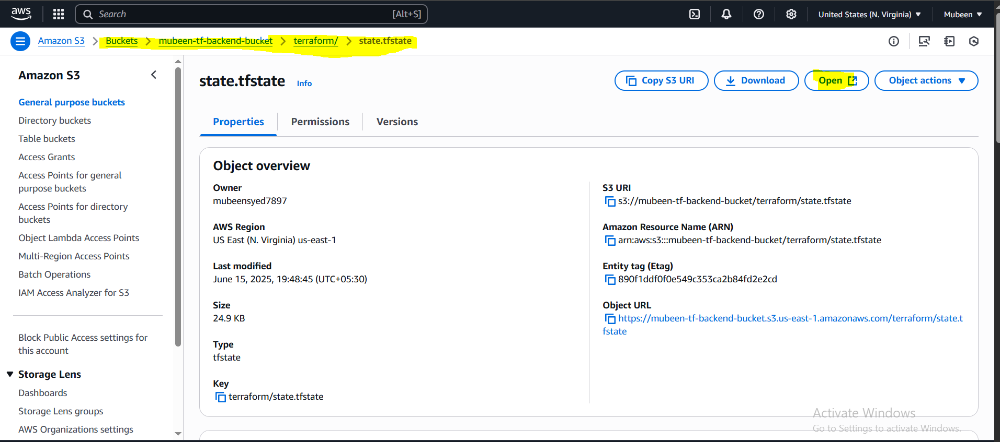 aws
Search [Alt+S]
United States (N. Virginia)
Mubeen
Amazon S3 > Buckets > mubeen-tf-backend-bucket > terraform/ > state.tfstate
Amazon S3
General purpose buckets
Directory buckets
Table buckets
Access Grants
Access Points for general
purpose buckets
Access Points for directory
buckets
Object Lambda Access Points
Multi-Region Access Points
Batch Operations
IAM Access Analyzer for S3
Block Public Access settings for
this account
Storage Lens
Dashboards
Storage Lens groups
AWS Organizations settings
state.tfstate Info
Copy S3 URI
Download
Open
Object actions
Properties
Permissions
Versions
Object overview
Owner
mubeensyed7897
AWS Region
US East (N. Virginia) us-east-1
Last modified
June 15, 2025, 19:48:45 (UTC+05:30)
Size
24.9 KB
Type
tfstate
Key
terraform/state.tfstate
S3 URI
s3://mubeen-tf-backend-bucket/terraform/state.tfstate
Amazon Resource Name (ARN)
arn:aws:s3:::mubeen-tf-backend-bucket/terraform/state.tfstate
Entity tag (Etag)
890f1ddf0f0e549c353ca2b84fd2e2cd
Object URL
https://mubeen-tf-backend-bucket.s3.us-east-1.amazonaws.com/terraform/state.t
fstate
Activate Windows
Go to Settings to activate Windows.